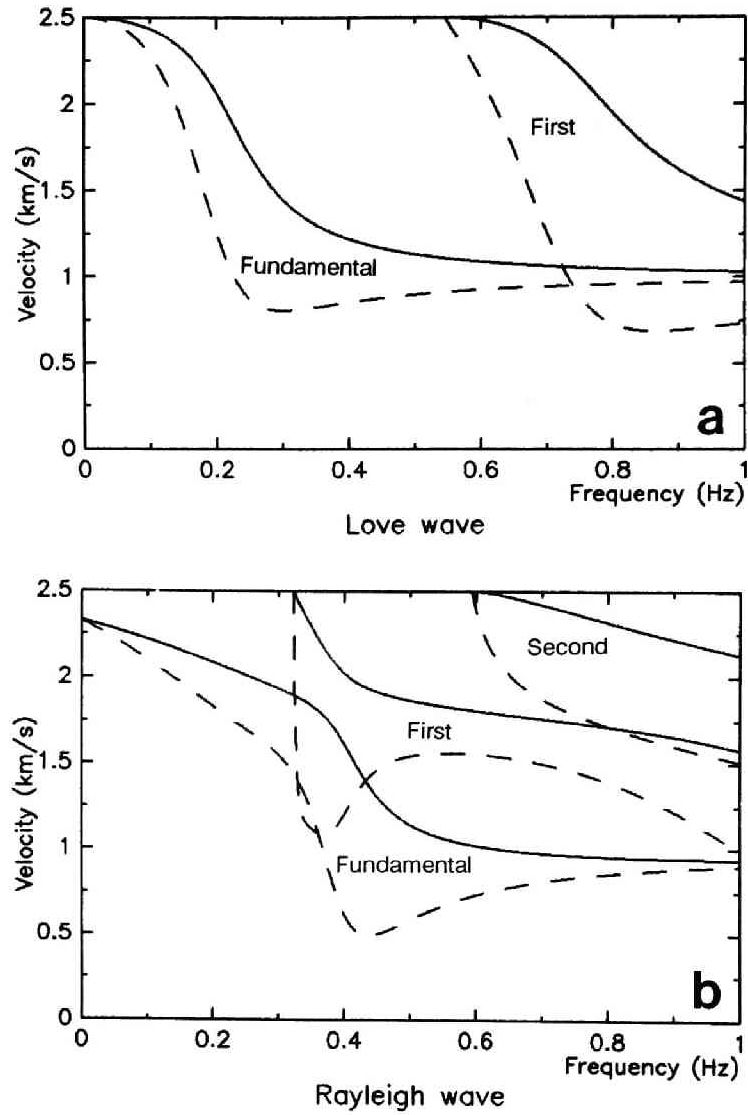 2.5
2
1.5
1
0.5
0
Velocity (km/s)
First
Fundamental
a
0 0.2 0.4 0.6 0.8 1
Frequency (Hz)
Love wave
2.5
2
1.5
1
0.5
0
Velocity (km/s)
Second
First
Fundamental
b
0 0.2 0.4 0.6 0.8 1
Frequency (Hz)
Rayleigh wave